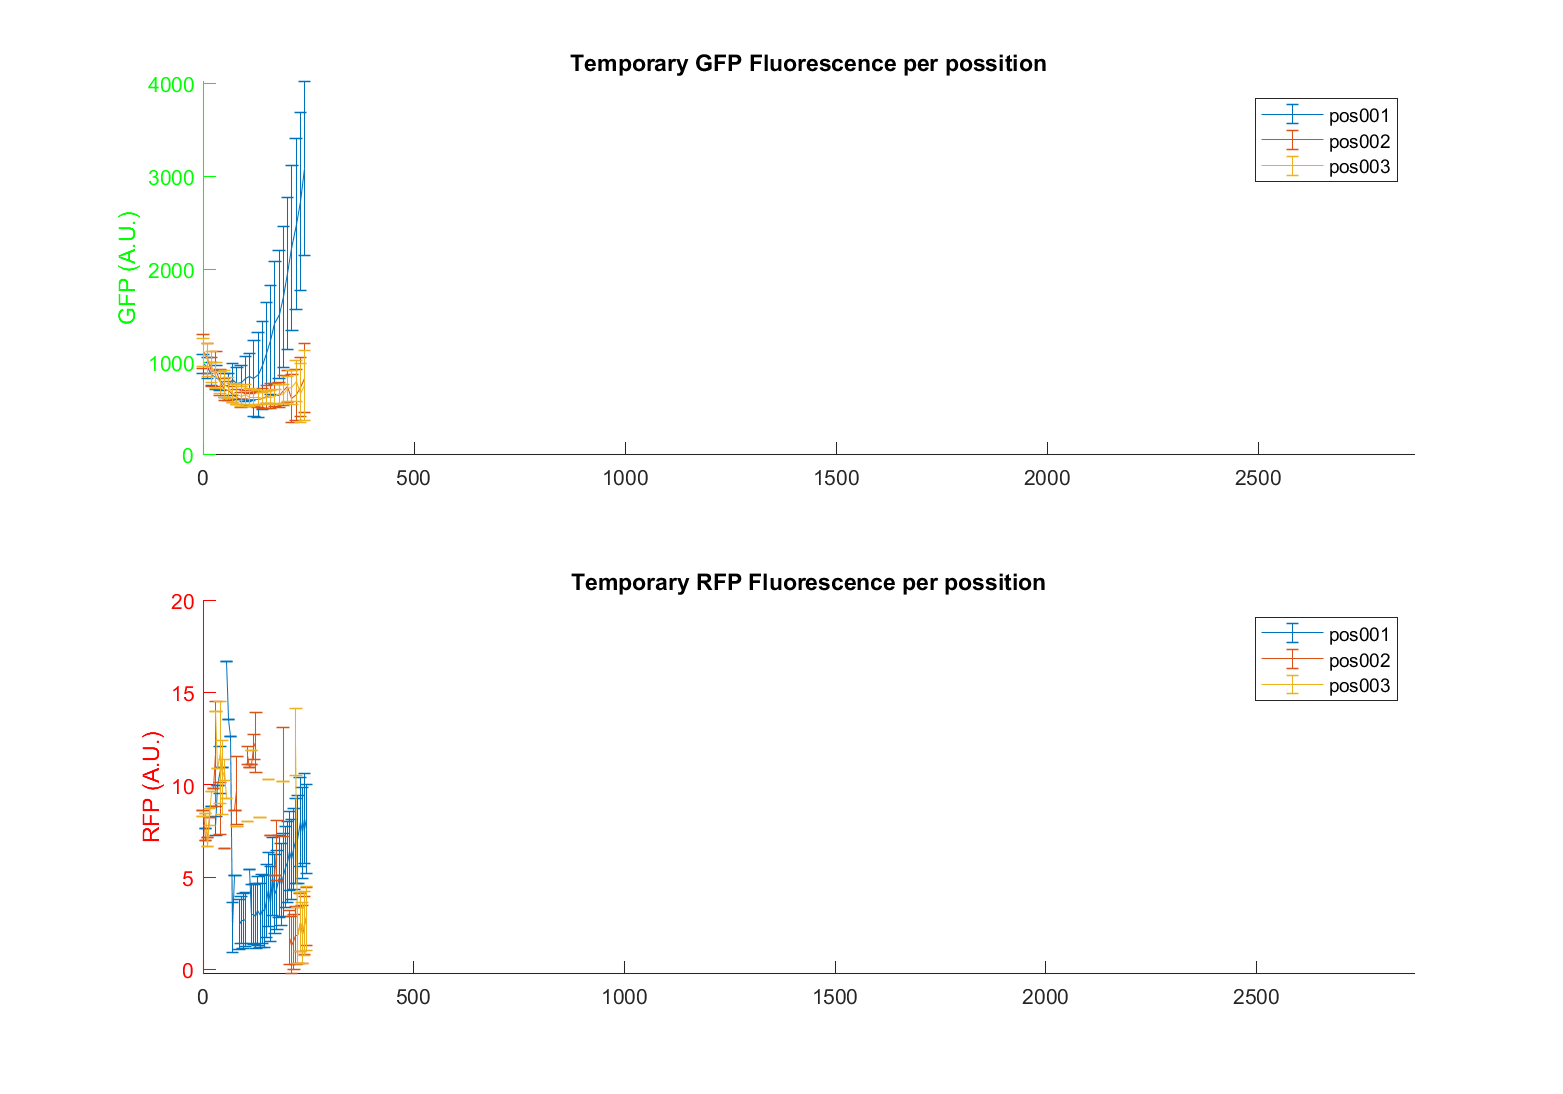 Temporary GFP Fluorescence per possition
GFP (A.U.)
4000
3000
2000
1000
0
0 500 1000 1500 2000 2500
pos001
pos002
pos003
Temporary RFP Fluorescence per possition
RFP (A.U.)
20
15
10
5
0
0 500 1000 1500 2000 2500
pos001
pos002
pos003